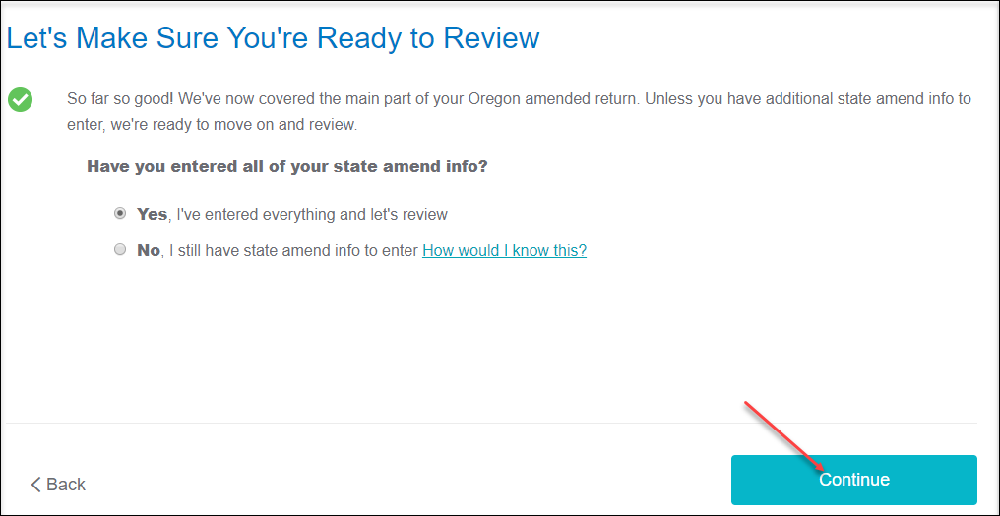 Let's Make Sure You're Ready to Review
So far so good! We've now covered the main part of your Oregon amended return. Unless you have additional state amend info to
enter, we're ready to move on and review.
Have you entered all of your state amend info?
Yes, I've entered everything and let's review
No, I still have state amend info to enter How would I know this?
Back
Continue